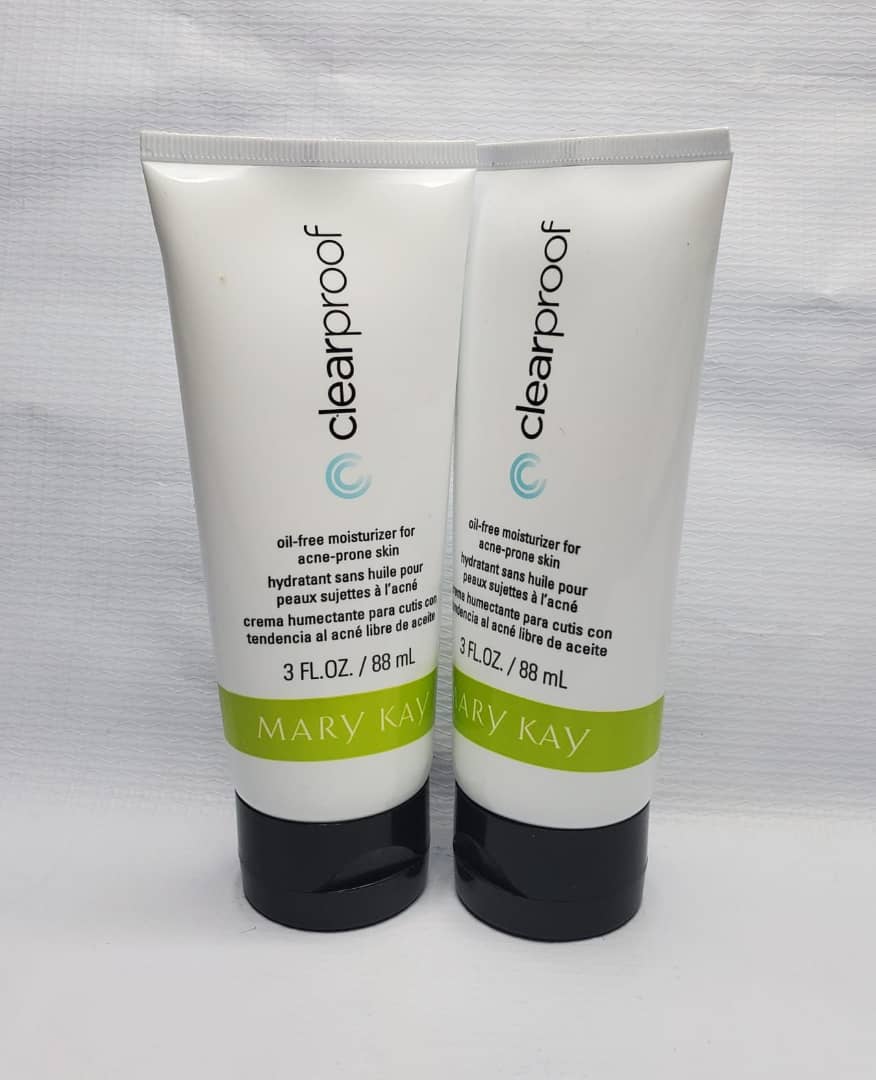 clearproof
oil-free moisturizer for
acne-prone skin
hydratant sans huile pour
peaux sujettes à l'acné
crema humectante para cutis con
tendencia al acné libre de aceite
3 FL.OZ. / 88 mL
MARY KAY
clearproof
oil-free moisturizer for
acne-prone skin
hydratant sans huile pour
peaux sujettes à l'acné
crema humectante para cutis con
tendencia al acné libre de aceite
3 FL.OZ. / 88 mL
MARY KAY